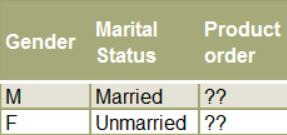 Gender Marital Status Product order
M Married ??
F Unmarried ??